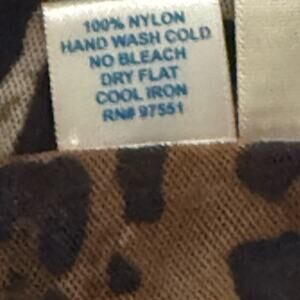 100% NYLON
HAND WASH COLD
NO BLEACH
DRY FLAT
COOL IRON
RN# 97551